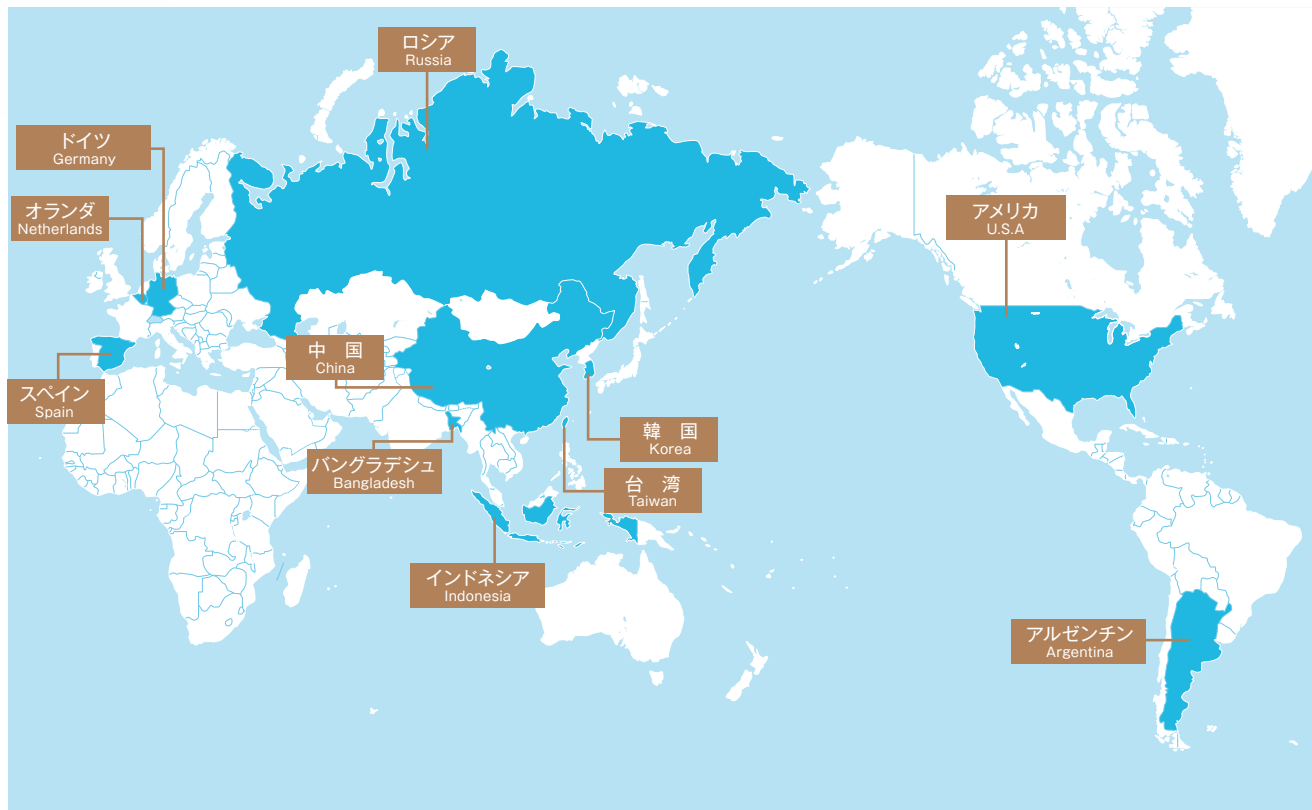 ロシア
Russia
ドイツ
Germany
オランダ
Netherlands
アメリカ
U.S.A
中　国
China
スペイン
Spain
韓　国
Korea
バングラデシュ
Bangladesh
台　湾
Taiwan
インドネシア
Indonesia
アルゼンチン
Argentina